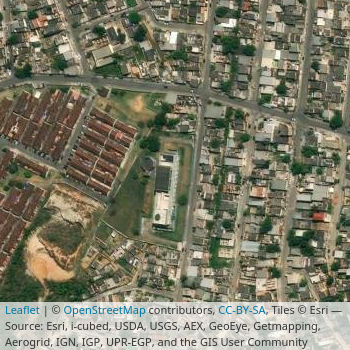 Leaflet | © OpenStreetMap contributors, CC-BY-SA, Tiles © Esri —
Source: Esri, i-cubed, USDA, USGS, AEX, GeoEye, Getmapping,
Aerogrid, IGN, IGP, UPR-EGP, and the GIS User Community